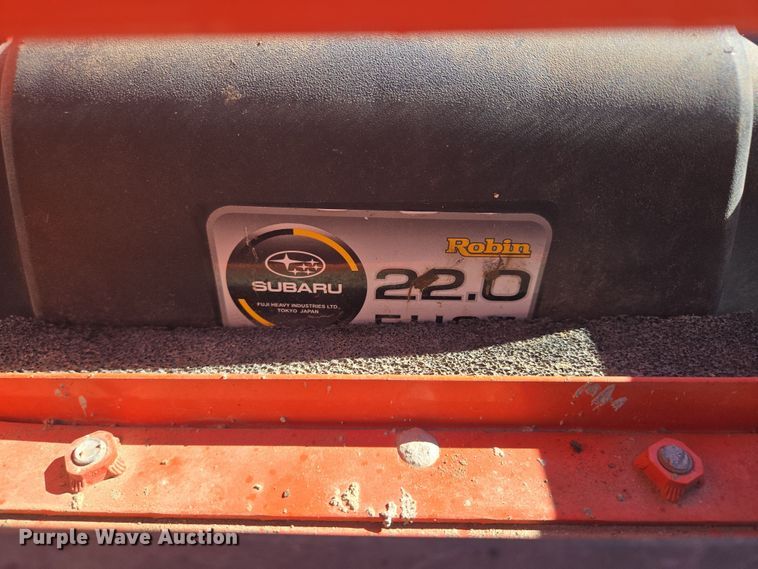 Robin
SUBARU
22.0
FUJI HEAVY INDUSTRIES LTD.,
TOKYO JAPAN
Purple Wave Auction